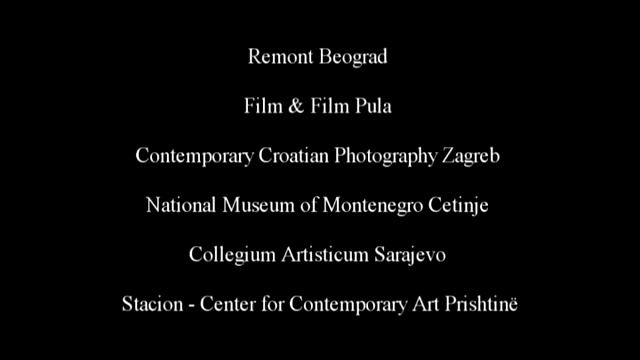 Remont Beograd
Film & Film Pula
Contemporary Croatian Photography Zagreb
National Museum of Montenegro Cetinje
Collegium Artisticum Sarajevo
Stacion - Center for Contemporary Art Prishtinë